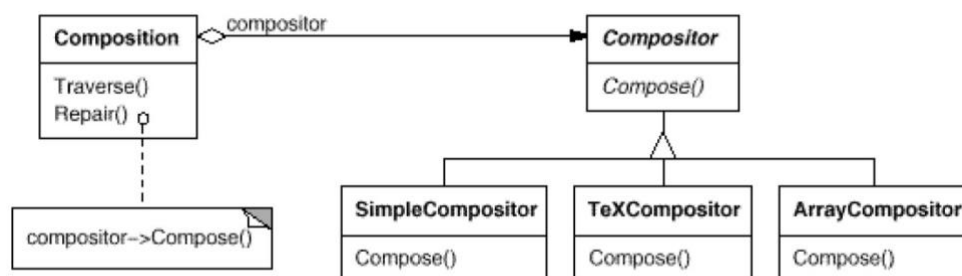 Composition
Traverse()
Repair()
compositor
Compositor
Compose()
compositor->Compose()
SimpleCompositor
Compose()
TeXCompositor
Compose()
ArrayCompositor
Compose()